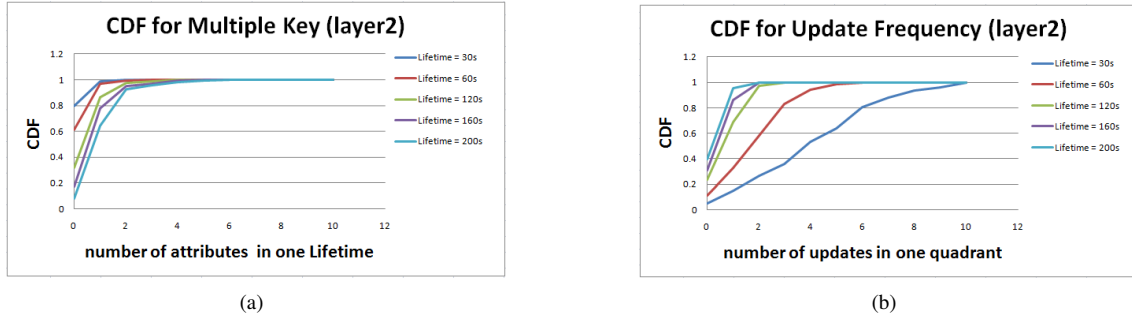 CDF for Multiple Key (layer2)
1.2
1
0.8
0.6
0.4
0.2
0
CDF
0 2 4 6 8 10 12
number of attributes in one Lifetime
Lifetime = 30s
Lifetime = 60s
Lifetime = 120s
Lifetime = 160s
Lifetime = 200s
(a)
CDF for Update Frequency (layer2)
1.2
1
0.8
0.6
0.4
0.2
0
CDF
0 2 4 6 8 10 12
number of updates in one quadrant
Lifetime = 30s
Lifetime = 60s
Lifetime = 120s
Lifetime = 160s
Lifetime = 200s
(b)